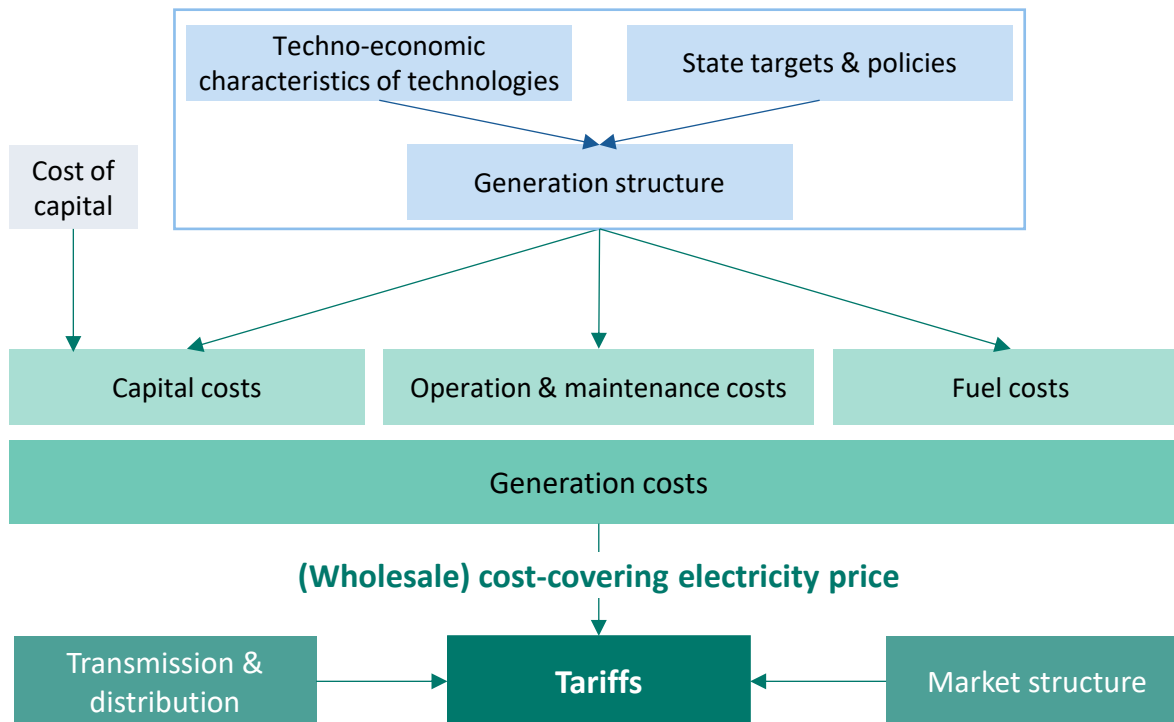 Techno-economic
characteristics of technologies
State targets & policies
Cost of
capital
Generation structure
Capital costs
Operation & maintenance costs
Fuel costs
Generation costs
(Wholesale) cost-covering electricity price
Transmission &
distribution
Tariffs
Market structure